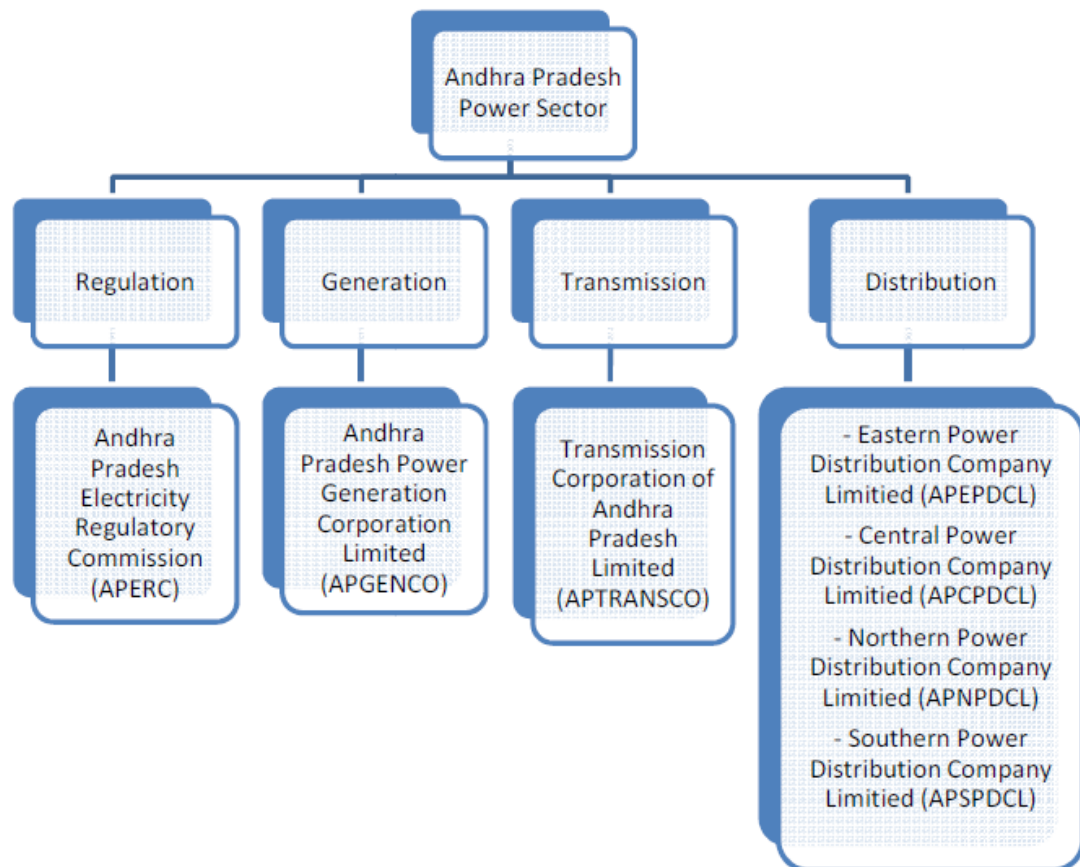 Andhra Pradesh
Power Sector
Regulation
Generation
Transmission
Distribution
Andhra
Pradesh
Electricity
Regulatory
Commission
(APERC)
Andhra
Pradesh Power
Generation
Corporation
Limited
(APGENCO)
Transmission
Corporation of
Andhra
Pradesh
Limited
(APTRANSCO)
- Eastern Power
Distribution Company
Limitied (APEPDCL)
- Central Power
Distribution Company
Limitied (APCPDCL)
- Northern Power
Distribution Company
Limitied (APNPDCL)
- Southern Power
Distribution Company
Limitied (APSPDCL)